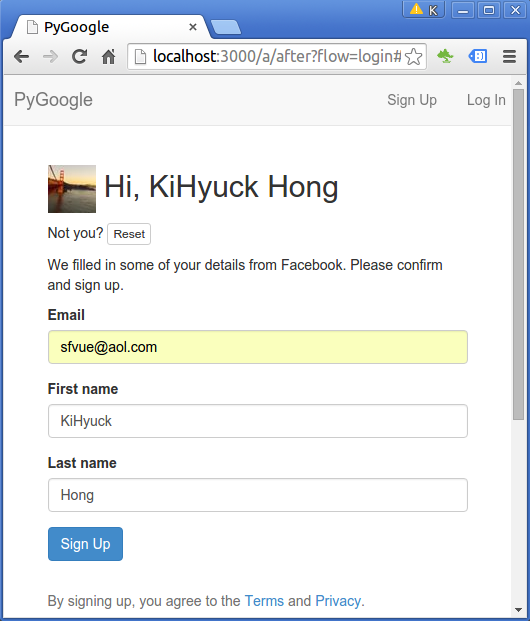 K
PyGoogle
localhost:3000/a/after?flow=login#
PyGoogle Sign Up Log In
Hi, KiHyuck Hong
Not you? Reset
We filled in some of your details from Facebook. Please confirm
and sign up.
Email
sfvue@aol.com
First name
KiHyuck
Last name
Hong
Sign Up
By signing up, you agree to the Terms and Privacy.